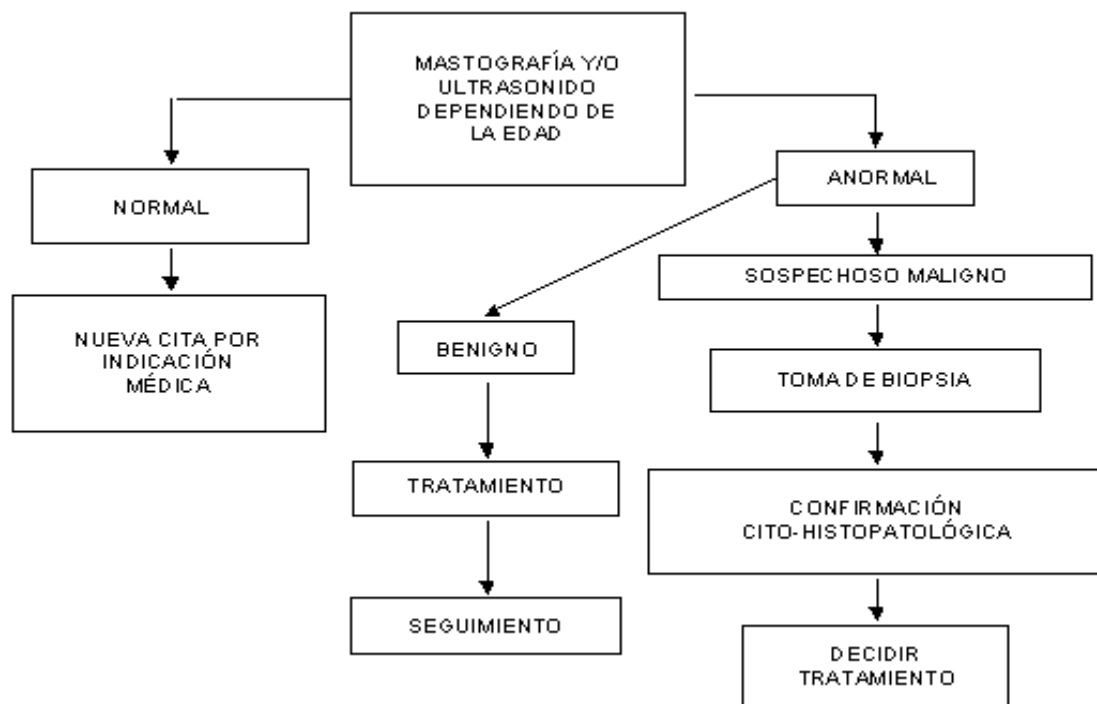 MASTOGRAFÍA Y/O
ULTRASONIDO
DEPENDIENDO DE
LA EDAD
NORMAL
ANORMAL
NUEVA CITA POR
INDICACIÓN
MÉDICA
SOSPECHOSO MALIGNO
BENIGNO
TOMA DE BIOPSIA
TRATAMIENTO
CONFIRMACIÓN
CITO-HISTOPATOLÓGICA
SEGUIMIENTO
DECIDIR
TRATAMIENTO